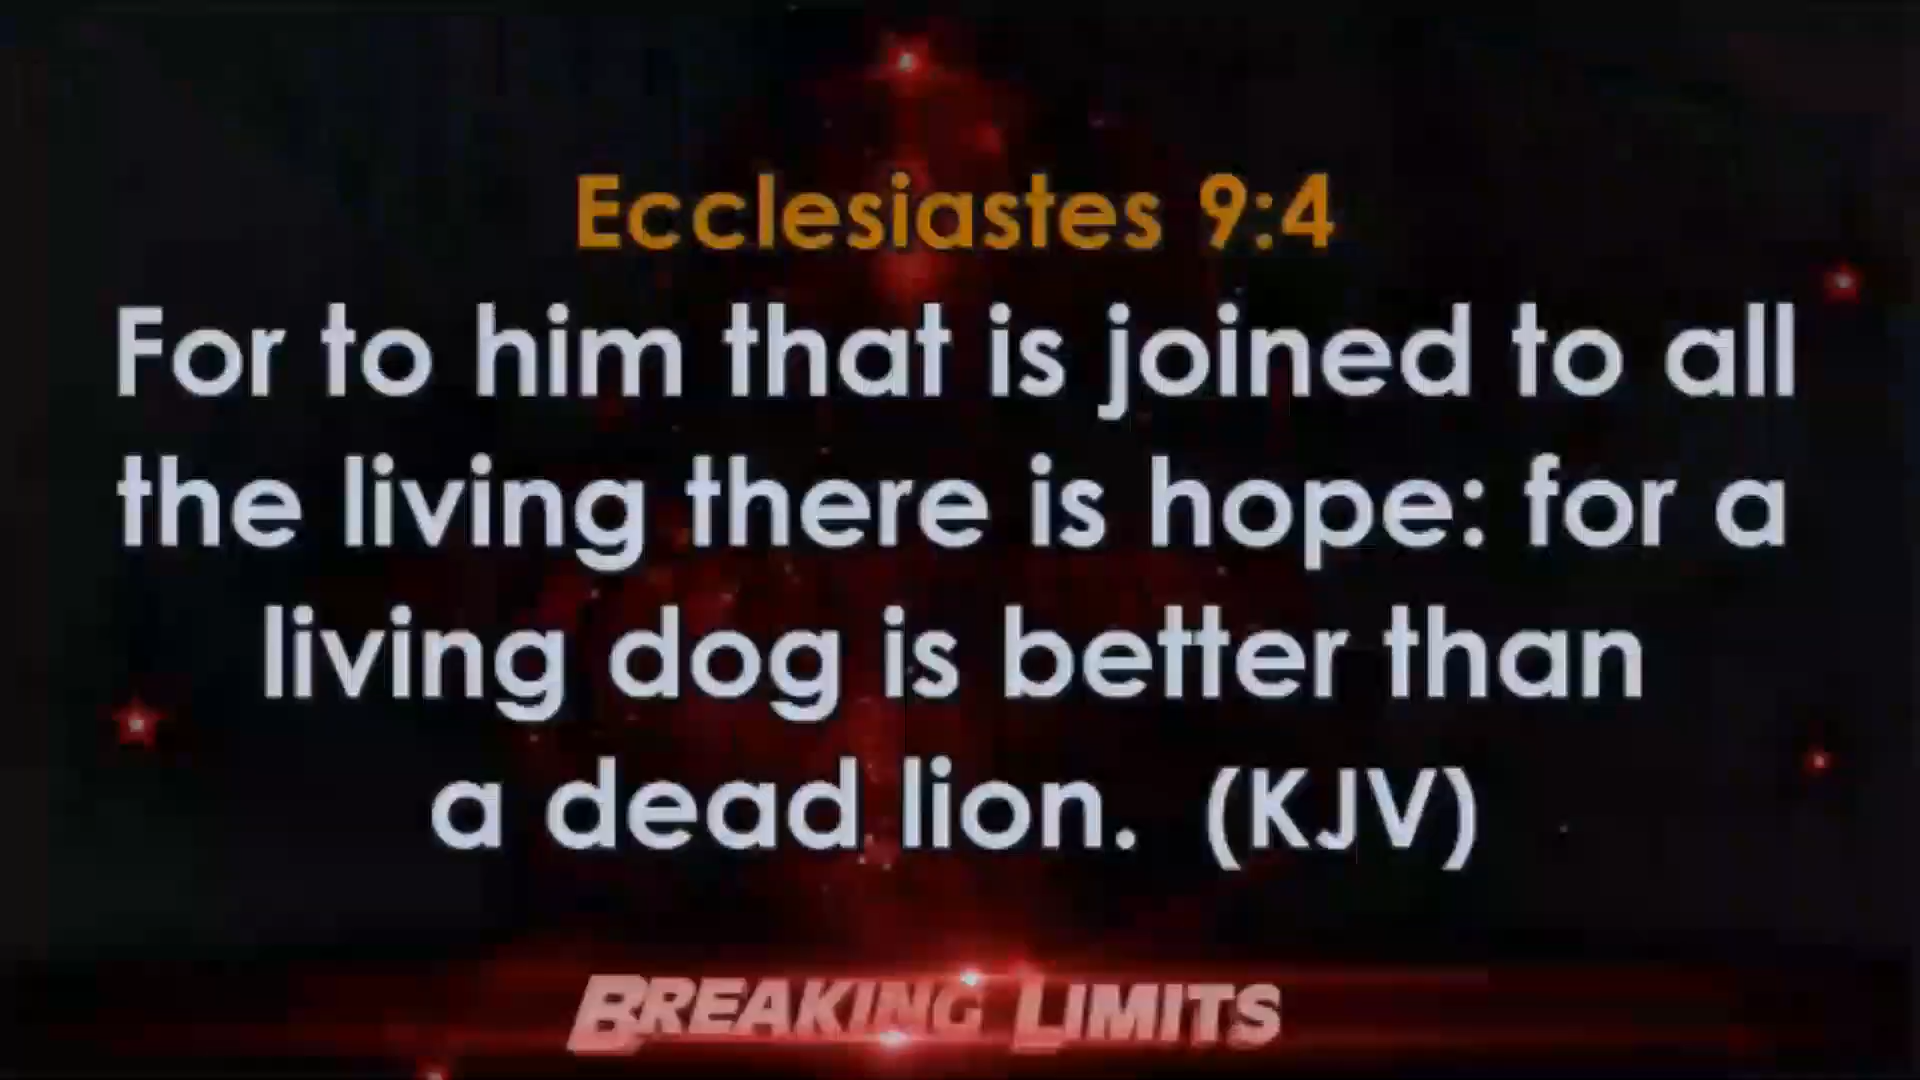 Ecclesiastes 9:4
For to him that is joined to all
the living there is hope: for a
living dog is better than
a dead lion. (KJV)
BREAKING LIMITS